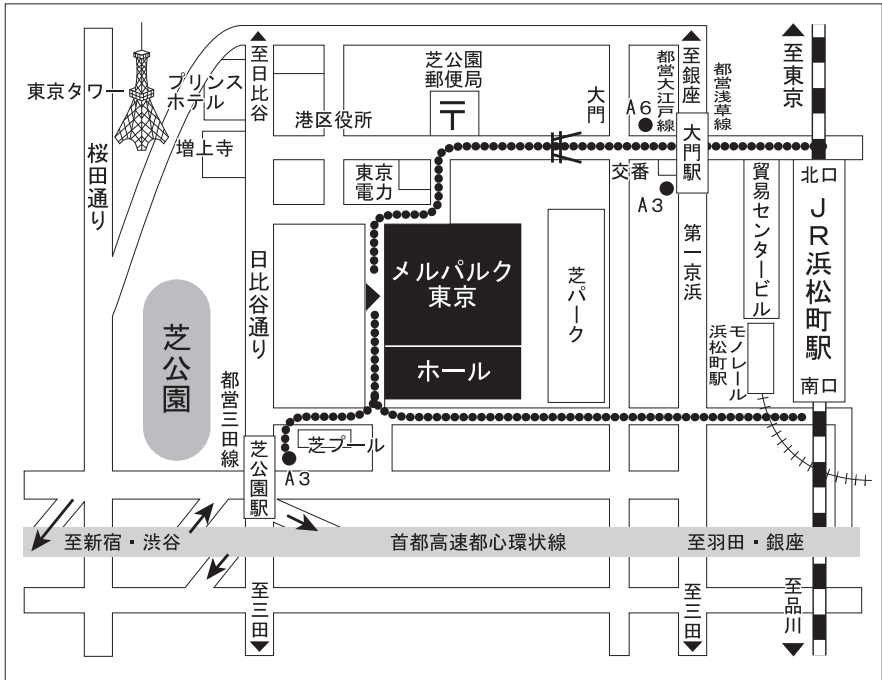 至日比谷
都営大江戸線
至銀座
都営浅草線
至東京
東京タワー
プリンス
ホテル
芝公園
郵便局
〒
大門
A6
港区役所
増上寺
桜田通り
東京
電力
交番
A3
大門駅
北口
貿易センタービル
JR浜松町駅
南口
日比谷通り
メルパルク
東京
ホール
芝パーク
第一京浜
モノレール
浜松町駅
芝公園
都営三田線
芝公園駅
芝プール
A3
至新宿・渋谷
首都高速都心環状線
至羽田・銀座
至三田
至三田
至品川